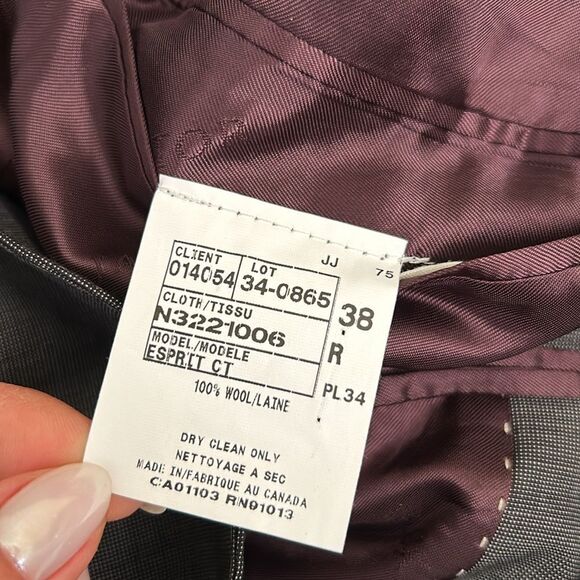 JJ 75
CLIENT LOT
014054 34-0865 38
CLOTH/TISSU
N3221006
MODEL/MODELE R
ESPRIT CT
100% WOOL/LAINE PL34
DRY CLEAN ONLY
NETTOYAGE A SEC
MADE IN/FABRIQUE AU CANADA
CA01103 RN91013